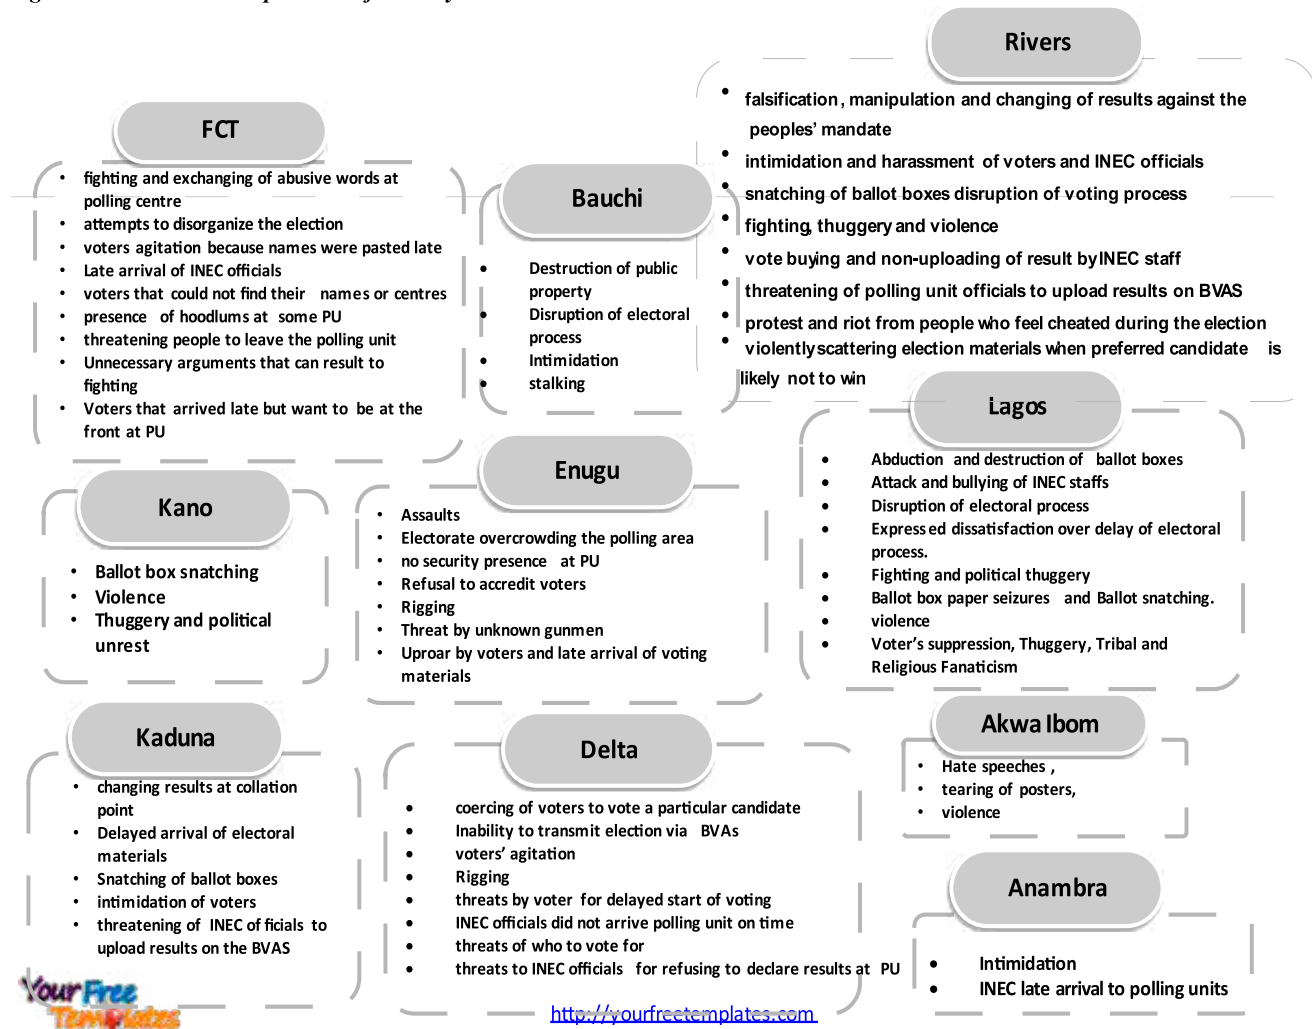 Rivers
• falsification, manipulation and changing of results against the
peoples' mandate
• intimidation and harassment of voters and INEC officials
• snatching of ballot boxes disruption of voting process
• fighting, thuggery and violence
• vote buying and non-uploading of result by INEC staff
• threatening of polling unit officials to upload results on BVAS
• protest and riot from people who feel cheated during the election
• violently scattering election materials when preferred candidate is
likely not to win
FCT
• fighting and exchanging of abusive words at
polling centre
• attempts to disorganize the election
• voters agitation because names were pasted late
• Late arrival of INEC officials
• voters that could not find their names or centres
• presence of hoodlums at some PU
• threatening people to leave the polling unit
• Unnecessary arguments that can result to
fighting
• Voters that arrived late but want to be at the
front at PU
Bauchi
• Destruction of public
property
• Disruption of electoral
process
• Intimidation
• stalking
Lagos
• Abduction and destruction of ballot boxes
• Attack and bullying of INEC staffs
• Disruption of electoral process
• Expressed dissatisfaction over delay of electoral
process.
• Fighting and political thuggery
• Ballot box paper seizures and Ballot snatching.
• violence
• Voter's suppression, Thuggery, Tribal and
Religious Fanaticism
Enugu
• Assaults
• Electorate overcrowding the polling area
• no security presence at PU
• Refusal to accredit voters
• Rigging
• Threat by unknown gunmen
• Uproar by voters and late arrival of voting
materials
Kano
• Ballot box snatching
• Violence
• Thuggery and political
unrest
Kaduna
• changing results at collation
point
• Delayed arrival of electoral
materials
• Snatching of ballot boxes
• intimidation of voters
• threatening of INEC of ficials to
upload results on the BVAS
Delta
• coercing of voters to vote a particular candidate
• Inability to transmit election via BVAs
• voters' agitation
• Rigging
• threats by voter for delayed start of voting
• INEC officials did not arrive polling unit on time
• threats of who to vote for
• threats to INEC officials for refusing to declare results at PU
Akwa Ibom
• Hate speeches ,
• tearing of posters,
• violence
Anambra
• Intimidation
• INEC late arrival to polling units
Your Free
Templates
http://yourfreetemplates.com